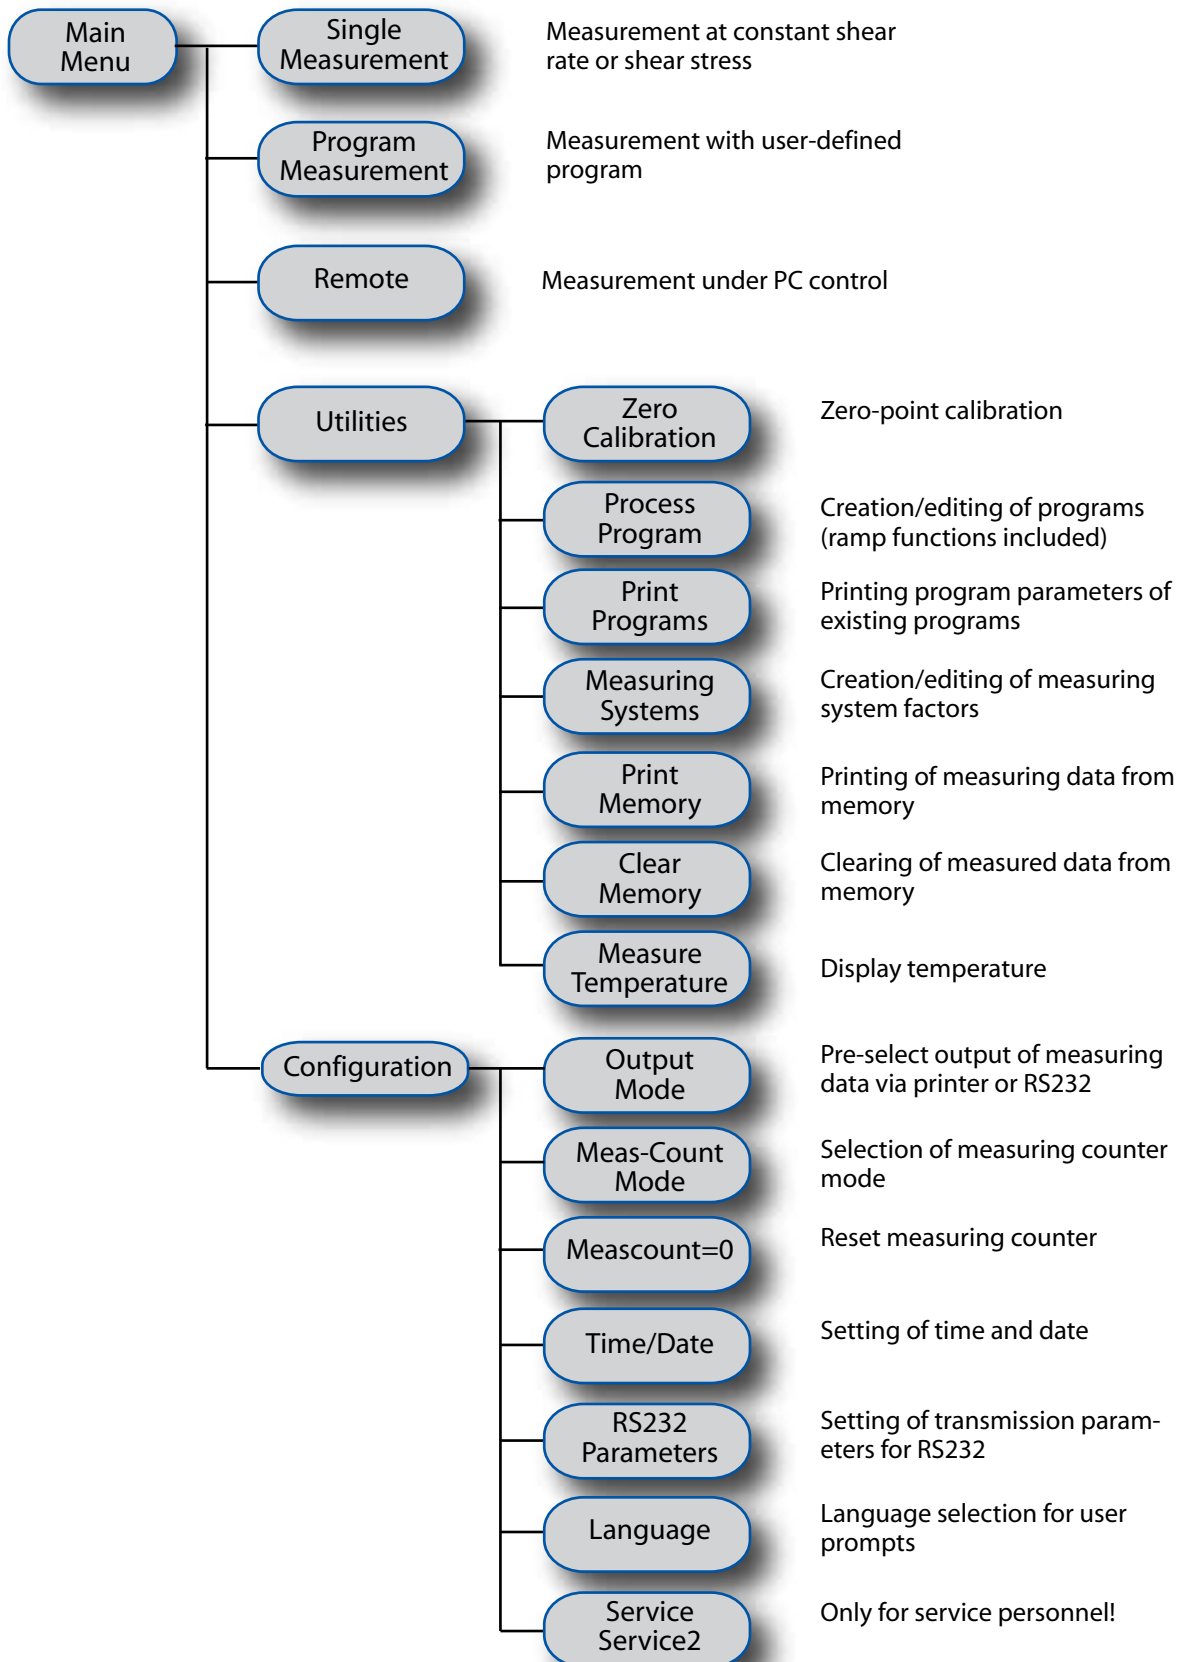 Main
Menu
Single
Measurement
Measurement at constant shear
rate or shear stress
Program
Measurement
Measurement with user-defined
program
Remote
Measurement under PC control
Utilities
Zero
Calibration
Zero-point calibration
Process
Program
Creation/editing of programs
(ramp functions included)
Print
Programs
Printing program parameters of
existing programs
Measuring
Systems
Creation/editing of measuring
system factors
Print
Memory
Printing of measuring data from
memory
Clear
Memory
Clearing of measured data from
memory
Measure
Temperature
Display temperature
Configuration
Output
Mode
Pre-select output of measuring
data via printer or RS232
Meas-Count
Mode
Selection of measuring counter
mode
Meascount=0
Reset measuring counter
Time/Date
Setting of time and date
RS232
Parameters
Setting of transmission param-
eters for RS232
Language
Language selection for user
prompts
Service
Service2
Only for service personnel!